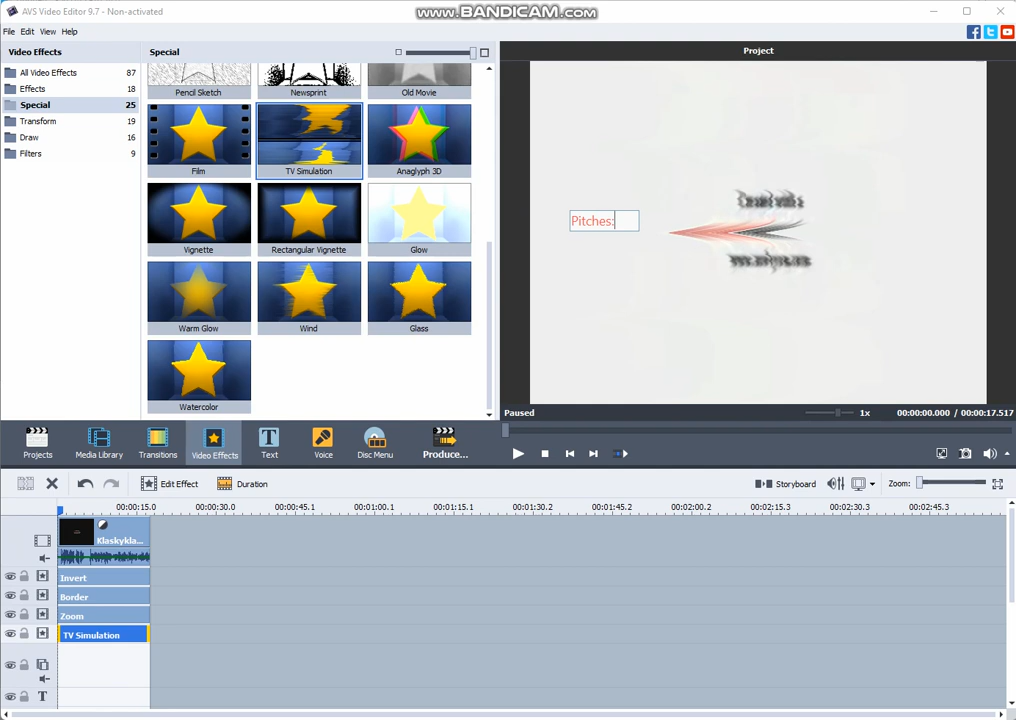 AVS Video Editor 9.7 - Non-activated
www.BANDICAM.com
File Edit View Help
Video Effects
Special
Project
All Video Effects 87
Effects 18
Special 25
Transform 19
Draw 16
Filters 9
Pencil Sketch
Newsprint
Old Movie
Film
TV Simulation
Anaglyph 3D
Vignette
Rectangular Vignette
Glow
Warm Glow
Wind
Glass
Watercolor
Pitches:
Paused
1x
00:00:00.000 / 00:00:17.517
Projects
Media Library
Transitions
Video Effects
Text
Voice
Disc Menu
Produce...
Edit Effect
Duration
Storyboard
Zoom:
00:00:15.0 00:00:30.0 00:00:45.1 00:01:00.1 00:01:15.1 00:01:30.2 00:01:45.2 00:02:00.2 00:02:15.3 00:02:30.3 00:02:45.3
Klaskykla...
Invert
Border
Zoom
TV Simulation
T